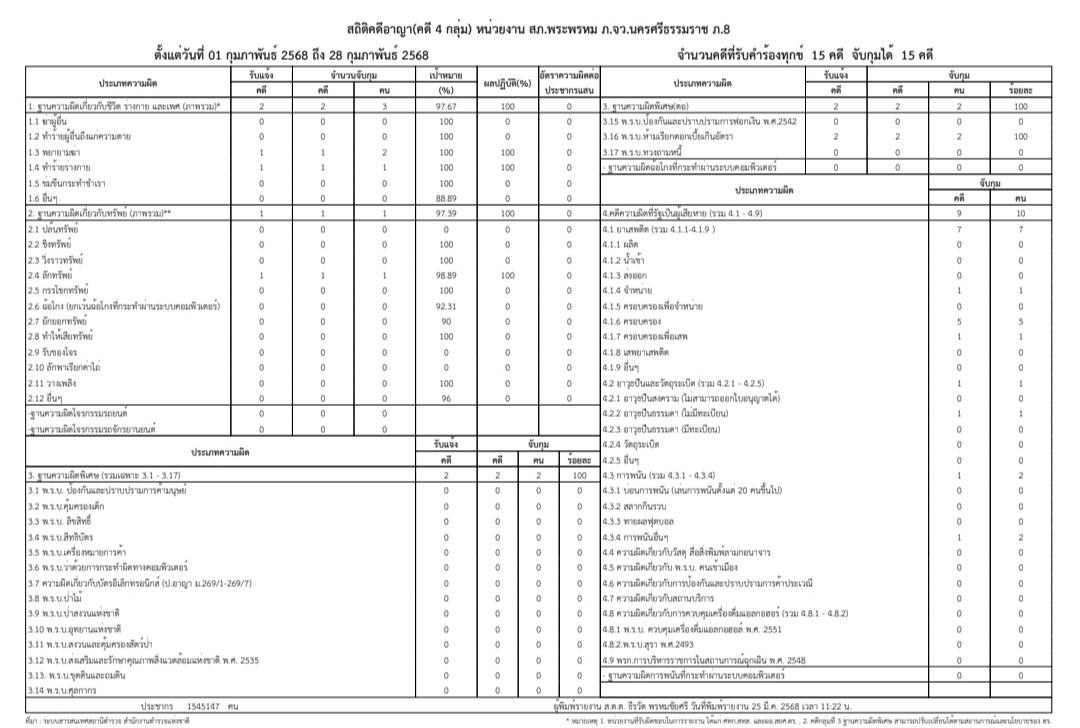 สถิติคดีอาญา(คดี 4 กลุ่ม) หน่วยงาน สภ.พระพรหม ภ.จว.นครศรีธรรมราช ภ.8
ตั้งแต่วันที่ 01 กุมภาพันธ์ 2568 ถึง 28 กุมภาพันธ์ 2568
จำนวนคดีที่รับคำร้องทุกข์ 15 คดี จับกุมได้ 15 คดี
ประเภทความผิด รับแจ้ง จำนวนจับกุม เป้าหมาย ผลปฏิบัติ(%) อัตราความผิดต่อ
คดี คดี คน (%) ประชากรแสน
1. ฐานความผิดเกี่ยวกับชีวิต ร่างกาย และเพศ (ภาพรวม)* 2 2 3 97.67 100 0
1.1 ฆ่าผู้อื่น 0 0 0 100 0 0
1.2 ทำร้ายผู้อื่นถึงแก่ความตาย 0 0 0 100 0 0
1.3 พยายามฆ่า 1 1 2 100 100 0
1.4 ทำร้ายร่างกาย 1 1 1 100 100 0
1.5 ข่มขืนกระทำชำเรา 0 0 0 100 0 0
1.6 อื่นๆ 0 0 0 88.89 0 0
2. ฐานความผิดเกี่ยวกับทรัพย์ (ภาพรวม)** 1 1 1 97.39 100 0
2.1 ปล้นทรัพย์ 0 0 0 0 0 0
2.2 ชิงทรัพย์ 0 0 0 100 0 0
2.3 วิ่งราวทรัพย์ 0 0 0 100 0 0
2.4 ลักทรัพย์ 1 1 1 98.89 100 0
2.5 กรรโชกทรัพย์ 0 0 0 100 0 0
2.6 ฉ้อโกง (ยกเว้นฉ้อโกงที่กระทำผ่านระบบคอมพิวเตอร์) 0 0 0 92.31 0 0
2.7 ยักยอกทรัพย์ 0 0 0 90 0 0
2.8 ทำให้เสียทรัพย์ 0 0 0 100 0 0
2.9 รับของโจร 0 0 0 0 0 0
2.10 ลักพาเรียกค่าไถ่ 0 0 0 0 0 0
2.11 วางเพลิง 0 0 0 100 0 0
2.12 อื่นๆ 0 0 0 96 0 0
-ฐานความผิดโจรกรรมรถยนต์ 0 0 0
-ฐานความผิดโจรกรรมรถจักรยานยนต์ 0 0 0
ประเภทความผิด รับแจ้ง จับกุม
คดี คดี คน ร้อยละ
3. ฐานความผิดพิเศษ (รวมเฉพาะ 3.1 - 3.17) 2 2 2 100
3.1 พ.ร.บ. ป้องกันและปราบปรามการค้ามนุษย์ 0 0 0 0
3.2 พ.ร.บ.คุ้มครองเด็ก 0 0 0 0
3.3 พ.ร.บ. ลิขสิทธิ์ 0 0 0 0
3.4 พ.ร.บ.สิทธิบัตร 0 0 0 0
3.5 พ.ร.บ.เครื่องหมายการค้า 0 0 0 0
3.6 พ.ร.บ.ว่าด้วยการกระทำผิดทางคอมพิวเตอร์ 0 0 0 0
3.7 ความผิดเกี่ยวกับบัตรอิเล็กทรอนิกส์ (ป.อาญา ม.269/1-269/7) 0 0 0 0
3.8 พ.ร.บ.ป่าไม้ 0 0 0 0
3.9 พ.ร.บ.ป่าสงวนแห่งชาติ 0 0 0 0
3.10 พ.ร.บ.อุทยานแห่งชาติ 0 0 0 0
3.11 พ.ร.บ.สงวนและคุ้มครองสัตว์ป่า 0 0 0 0
3.12 พ.ร.บ.ส่งเสริมและรักษาคุณภาพสิ่งแวดล้อมแห่งชาติ พ.ศ. 2535 0 0 0 0
3.13. พ.ร.บ.ขุดดินและถมดิน 0 0 0 0
3.14 พ.ร.บ.ศุลกากร 0 0 0 0
ประเภทความผิด รับแจ้ง จับกุม
คดี คดี คน ร้อยละ
3. ฐานความผิดพิเศษ(ต่อ) 2 2 2 100
3.15 พ.ร.บ.ป้องกันและปราบปรามการฟอกเงิน พ.ศ.2542 0 0 0 0
3.16 พ.ร.บ.ห้ามเรียกดอกเบี้ยเกินอัตรา 2 2 2 100
3.17 พ.ร.บ.ทวงถามหนี้ 0 0 0 0
- ฐานความผิดฉ้อโกงที่กระทำผ่านระบบคอมพิวเตอร์ 0 0 0 0
ประเภทความผิด จับกุม
คดี คน
4.คดีความผิดที่รัฐเป็นผู้เสียหาย (รวม 4.1 - 4.9) 9 10
4.1 ยาเสพติด (รวม 4.1.1-4.1.9 ) 7 7
4.1.1 ผลิต 0 0
4.1.2 นำเข้า 0 0
4.1.3 ส่งออก 0 0
4.1.4 จำหน่าย 1 1
4.1.5 ครอบครองเพื่อจำหน่าย 0 0
4.1.6 ครอบครอง 5 5
4.1.7 ครอบครองเพื่อเสพ 1 1
4.1.8 เสพยาเสพติด 0 0
4.1.9 อื่นๆ 0 0
4.2 อาวุธปืนและวัตถุระเบิด (รวม 4.2.1 - 4.2.5) 1 1
4.2.1 อาวุธปืนสงคราม (ไม่สามารถออกใบอนุญาตได้) 0 0
4.2.2 อาวุธปืนธรรมดา (ไม่มีทะเบียน) 1 1
4.2.3 อาวุธปืนธรรมดา (มีทะเบียน) 0 0
4.2.4 วัตถุระเบิด 0 0
4.2.5 อื่นๆ 0 0
4.3 การพนัน (รวม 4.3.1 - 4.3.4) 1 2
4.3.1 บ่อนการพนัน (เล่นการพนันตั้งแต่ 20 คนขึ้นไป) 0 0
4.3.2 สลากกินรวบ 0 0
4.3.3 ทายผลฟุตบอล 0 0
4.3.4 การพนันอื่นๆ 1 2
4.4 ความผิดเกี่ยวกับวัสดุ สื่อสิ่งพิมพ์ลามกอนาจาร 0 0
4.5 ความผิดเกี่ยวกับ พ.ร.บ. คนเข้าเมือง 0 0
4.6 ความผิดเกี่ยวกับการป้องกันและปราบปรามการค้าประเวณี 0 0
4.7 ความผิดเกี่ยวกับสถานบริการ 0 0
4.8 ความผิดเกี่ยวกับการควบคุมเครื่องดื่มแอลกอฮอร์ (รวม 4.8.1 - 4.8.2) 0 0
4.8.1 พ.ร.บ. ควบคุมเครื่องดื่มแอลกอฮอล์ พ.ศ. 2551 0 0
4.8.2.พ.ร.บ.สุรา พ.ศ.2493 0 0
4.9 พรก.การบริหารราชการในสถานการณ์ฉุกเฉิน พ.ศ. 2548 0 0
- ฐานความผิดการพนันที่กระทำผ่านระบบคอมพิวเตอร์ 0 0
ประชากร 1545147 คน
ผู้พิมพ์รายงาน ส.ต.ต. ธีรวัต พรหมชัยศรี วันที่พิมพ์รายงาน 25 มี.ค. 2568 เวลา 11:22 น.
ที่มา : ระบบสารสนเทศสถานีตำรวจ สำนักงานตำรวจแห่งชาติ
* หมายเหตุ 1. หน่วยงานที่รับผิดชอบในการรายงาน ได้แก่ , 2. คดีกลุ่มที่ 3 ฐานความผิดพิเศษ สามารถปรับเปลี่ยนได้ตามสถานการณ์และนโยบายของ ตร.